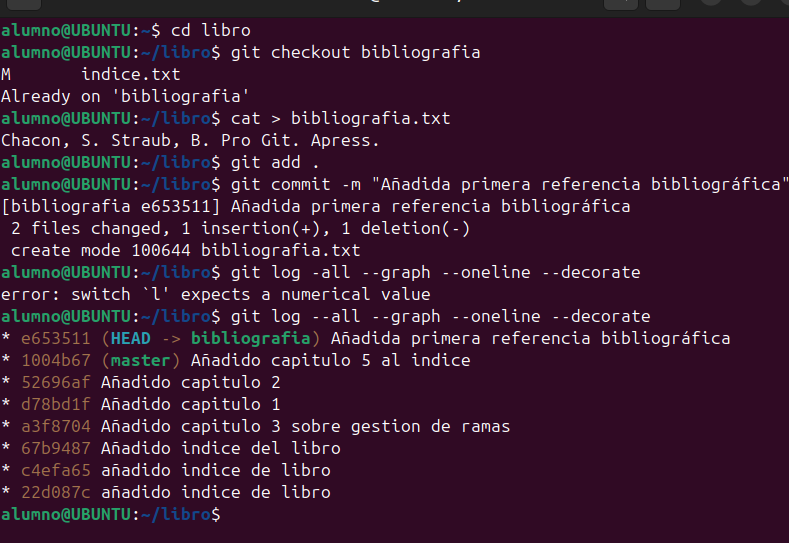 alumno@UBUNTU:~$ cd libro
alumno@UBUNTU:~/libro$ git checkout bibliografia
M       indice.txt
Already on 'bibliografia'
alumno@UBUNTU:~/libro$ cat > bibliografia.txt
Chacon, S. Straub, B. Pro Git. Apress.
alumno@UBUNTU:~/libro$ git add .
alumno@UBUNTU:~/libro$ git commit -m "Añadida primera referencia bibliográfica"
[bibliografia e653511] Añadida primera referencia bibliográfica
 2 files changed, 1 insertion(+), 1 deletion(-)
 create mode 100644 bibliografia.txt
alumno@UBUNTU:~/libro$ git log -all --graph --oneline --decorate
error: switch `l' expects a numerical value
alumno@UBUNTU:~/libro$ git log --all --graph --oneline --decorate
* e653511 (HEAD -> bibliografia) Añadida primera referencia bibliográfica
* 1004b67 (master) Añadido capitulo 5 al indice
* 52696af Añadido capitulo 2
* d78bd1f Añadido capitulo 1
* a3f8704 Añadido capitulo 3 sobre gestion de ramas
* 67b9487 Añadido indice del libro
* c4efa65 añadido indice de libro
* 22d087c añadido indice de libro
alumno@UBUNTU:~/libro$